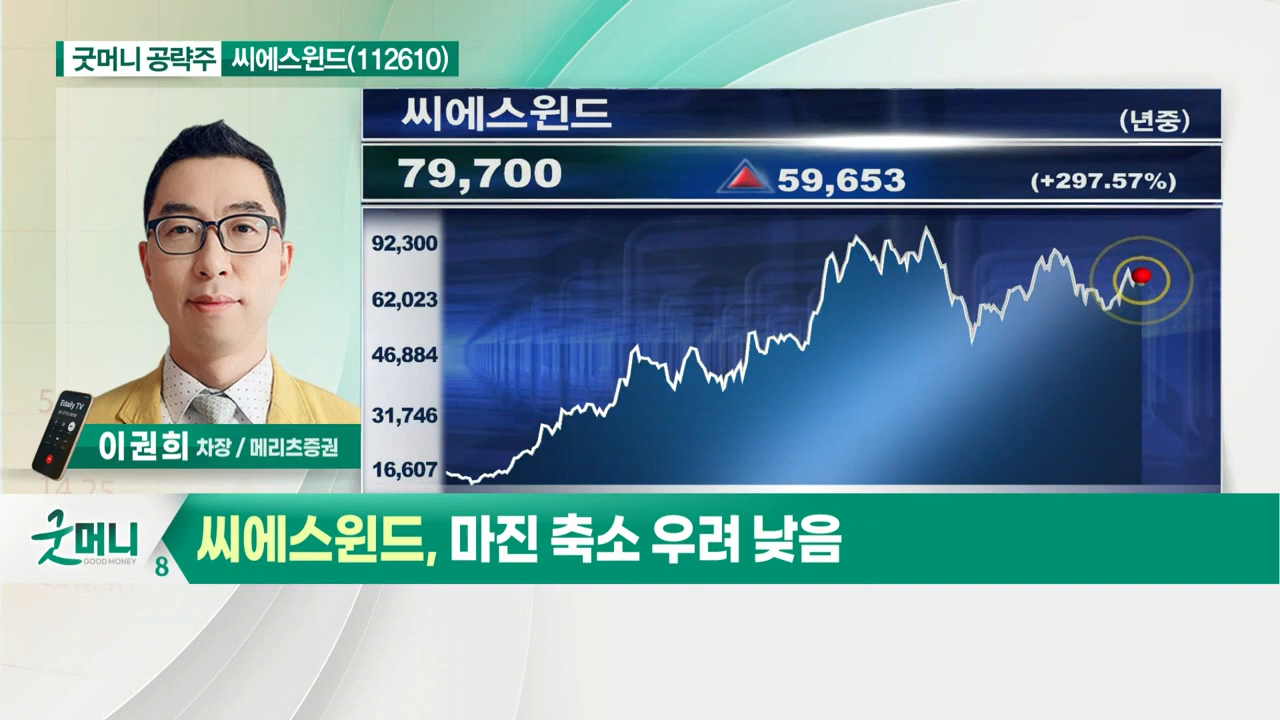 굿머니 공략주 씨에스윈드(112610)
씨에스윈드 (년중)
79,700 ▲ 59,653 (+297.57%)
92,300
62,023
46,884
31,746
16,607
Edaily TV
이권희 차장 / 메리츠증권
굿머니
GOOD MONEY
8
씨에스윈드, 마진 축소 우려 낮음